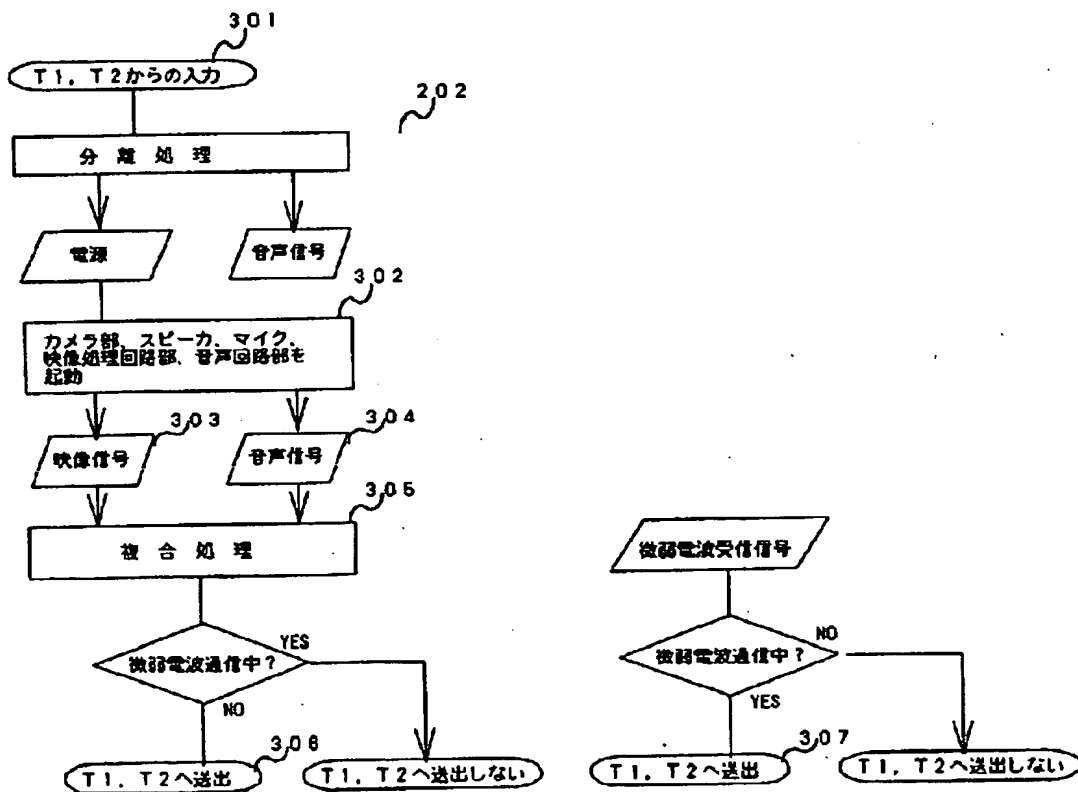 301
T1, T2からの入力
202
分離処理
電源
音声信号
302
カメラ部、スピーカ、マイク、
映像処理回路部、音声回路部を
起動
303
304
映像信号
音声信号
305
複合処理
微弱電波通信中?
YES
NO
306
T1, T2へ送出
T1, T2へ送出しない
微弱電波受信信号
微弱電波通信中?
NO
YES
307
T1, T2へ送出
T1, T2へ送出しない